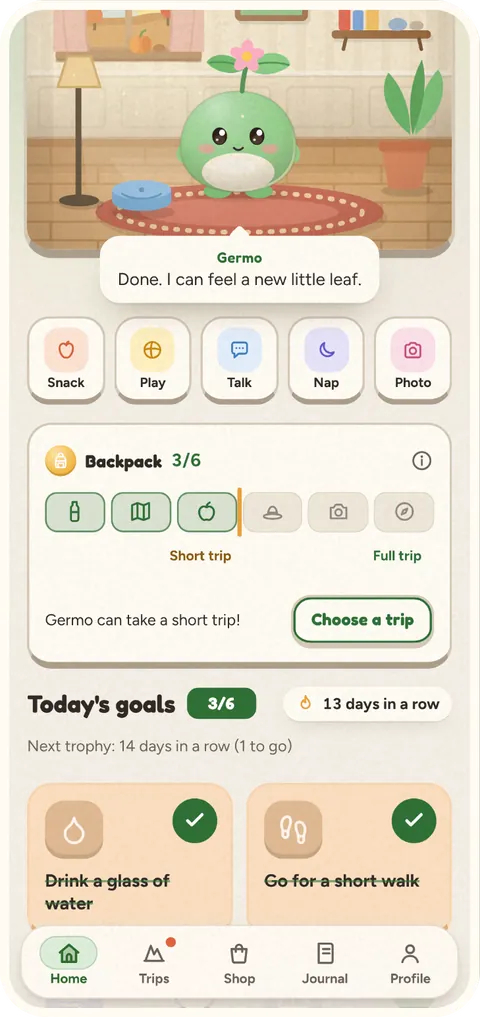 Germo
Done. I can feel a new little leaf.
Snack
Play
Talk
Nap
Photo
Backpack 3/6
Short trip
Full trip
Germo can take a short trip!
Choose a trip
Today's goals
3/6
13 days in a row
Next trophy: 14 days in a row (1 to go)
Drink a glass of
water
Go for a short walk
Home
Trips
Shop
Journal
Profile